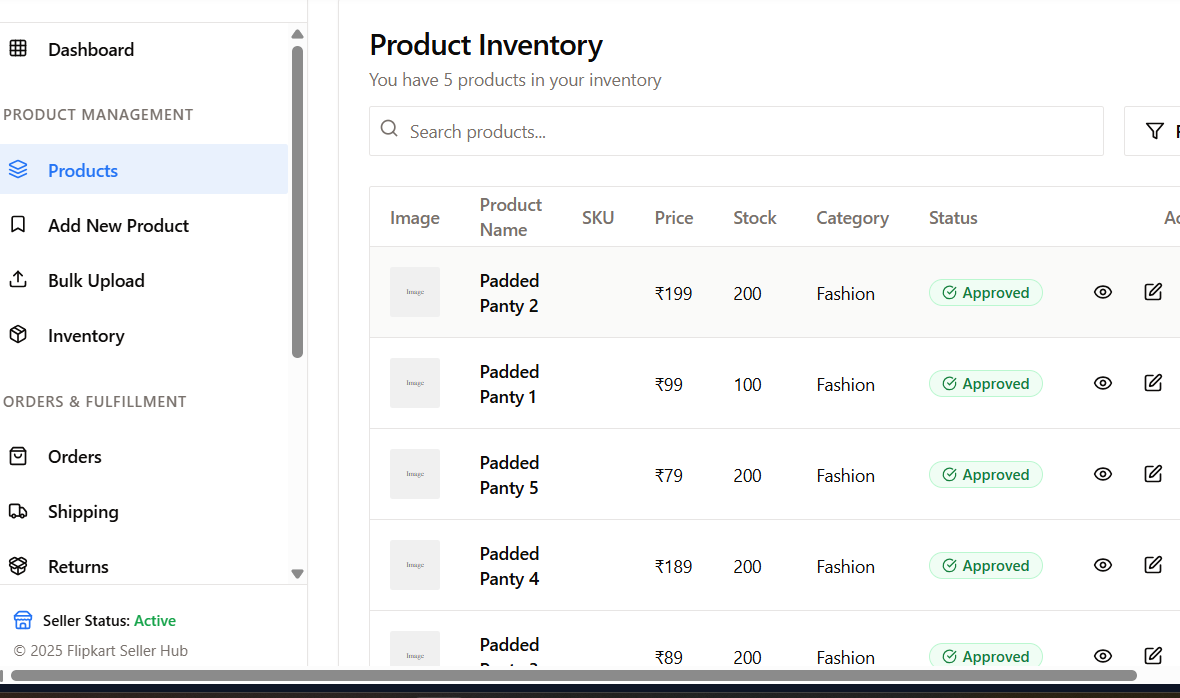 Dashboard
PRODUCT MANAGEMENT
Products
Add New Product
Bulk Upload
Inventory
ORDERS & FULFILLMENT
Orders
Shipping
Returns
Seller Status: Active
© 2025 Flipkart Seller Hub
Product Inventory
You have 5 products in your inventory
Search products...
Image Product Name SKU Price Stock Category Status
Image
Padded
Panty 2
₹199 200 Fashion Approved
Image
Padded
Panty 1
₹99 100 Fashion Approved
Image
Padded
Panty 5
₹79 200 Fashion Approved
Image
Padded
Panty 4
₹189 200 Fashion Approved
Image
Padded
₹89 200 Fashion Approved